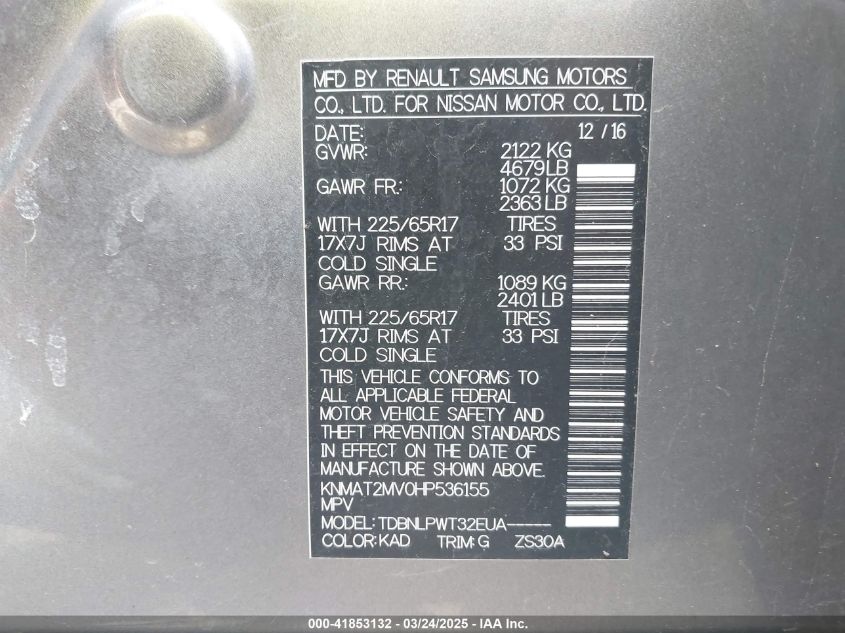 MFD BY RENAULT SAMSUNG MOTORS
CO., LTD. FOR NISSAN MOTOR CO., LTD.
DATE: 12 / 16
GVWR: 2122 KG
4679 LB
GAWR FR.: 1072 KG
2363 LB
WITH 225/65R17 TIRES
17X7J RIMS AT 33 PSI
COLD SINGLE
GAWR RR.: 1089 KG
2401 LB
WITH 225/65R17 TIRES
17X7J RIMS AT 33 PSI
COLD SINGLE
THIS VEHICLE CONFORMS TO
ALL APPLICABLE FEDERAL
MOTOR VEHICLE SAFETY AND
THEFT PREVENTION STANDARDS
IN EFFECT ON THE DATE OF
MANUFACTURE SHOWN ABOVE.
KNMAT2MV0HP536155
MPV
MODEL: TDBNLPWT32EUA-----
COLOR: KAD TRIM: G ZS30A
000-41853132 - 03/24/2025 - IAA Inc.